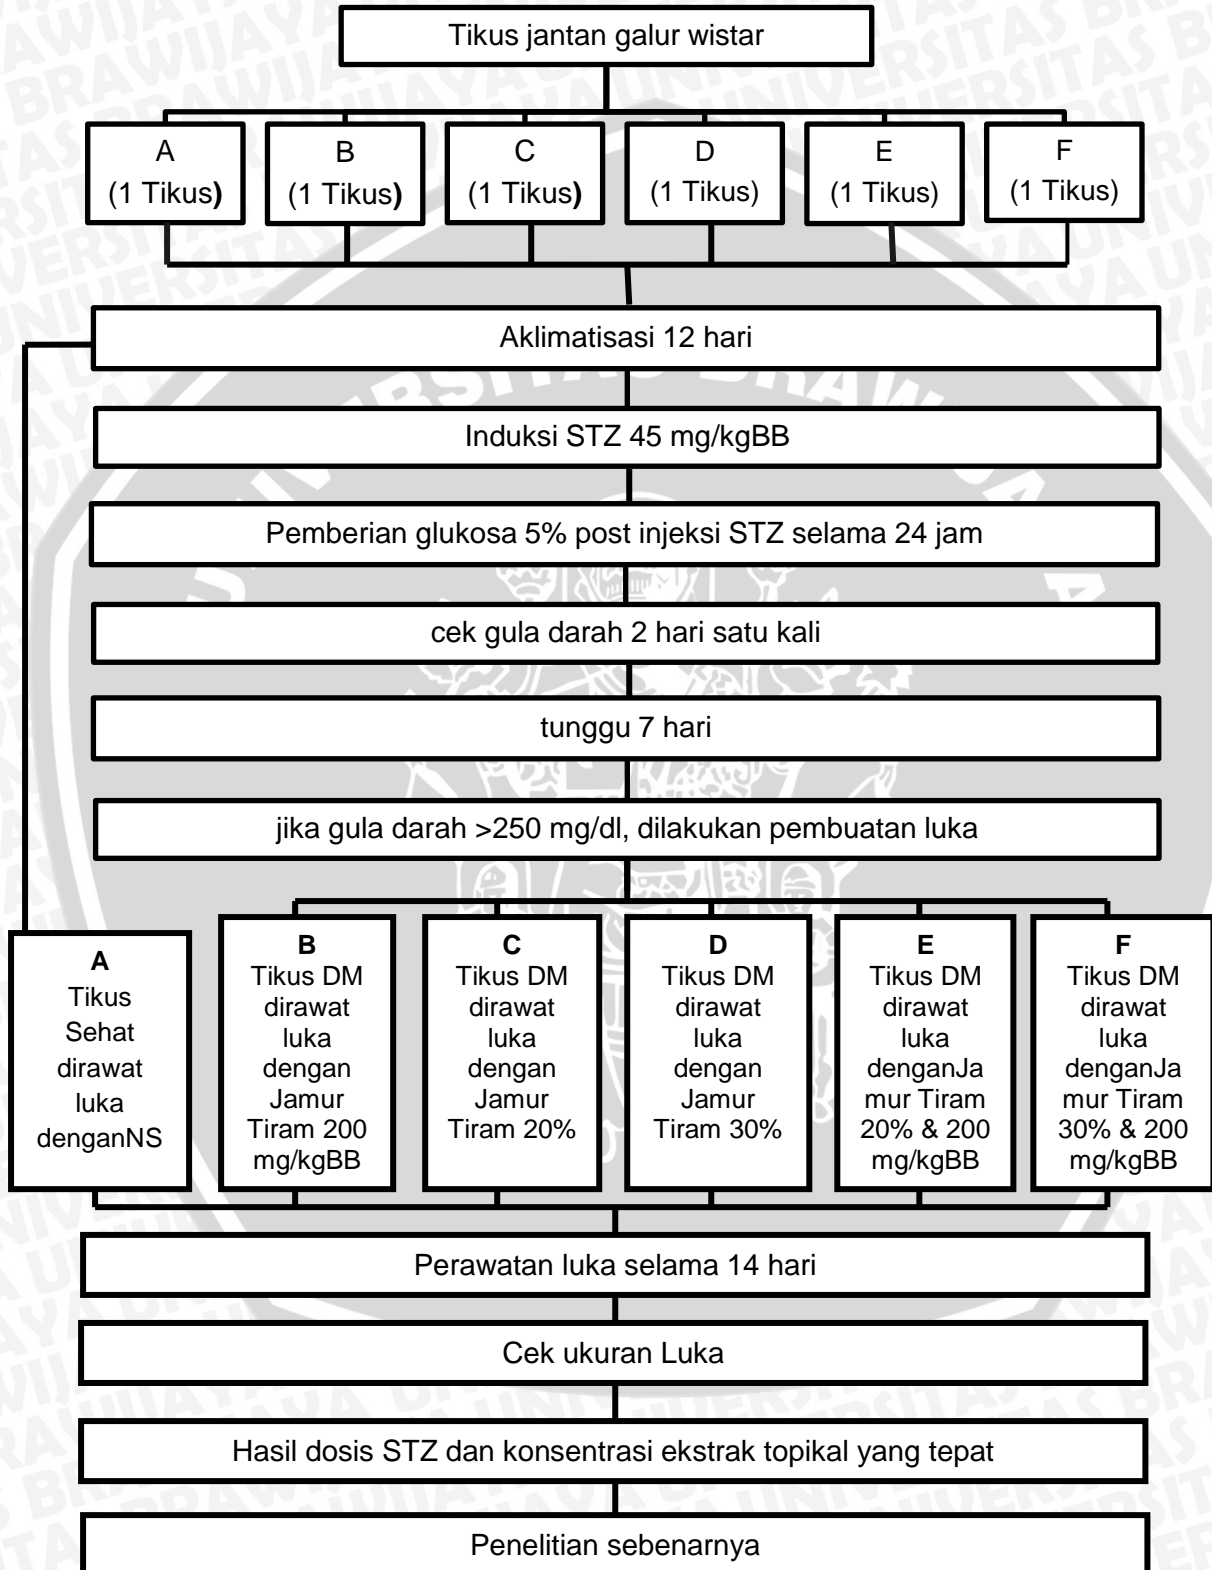 Tikus jantan galur wistar
A
(1 Tikus)
B
(1 Tikus)
C
(1 Tikus)
D
(1 Tikus)
E
(1 Tikus)
F
(1 Tikus)
Aklimatisasi 12 hari
Induksi STZ 45 mg/kgBB
Pemberian glukosa 5% post injeksi STZ selama 24 jam
cek gula darah 2 hari satu kali
tunggu 7 hari
jika gula darah >250 mg/dl, dilakukan pembuatan luka
A
Tikus
Sehat
dirawat
luka
denganNS
B
Tikus DM
dirawat
luka
dengan
Jamur
Tiram 200
mg/kgBB
C
Tikus DM
dirawat
luka
dengan
Jamur
Tiram 20%
D
Tikus DM
dirawat
luka
dengan
Jamur
Tiram 30%
E
Tikus DM
dirawat
luka
denganJa
mur Tiram
20% & 200
mg/kgBB
F
Tikus DM
dirawat
luka
denganJa
mur Tiram
30% & 200
mg/kgBB
Perawatan luka selama 14 hari
Cek ukuran Luka
Hasil dosis STZ dan konsentrasi ekstrak topikal yang tepat
Penelitian sebenarnya